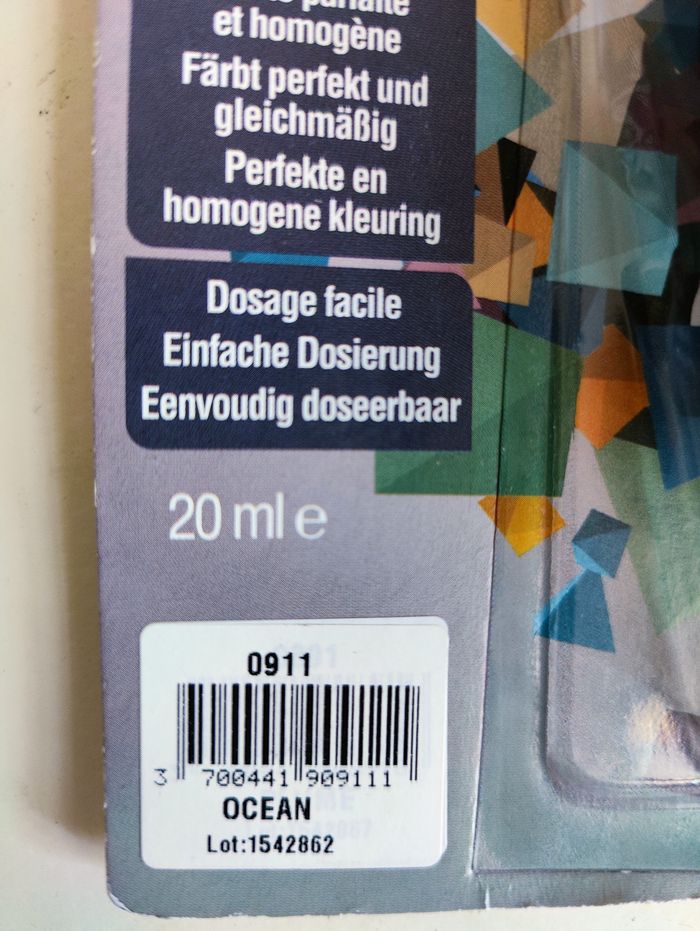 et homogène
Färbt perfekt und
gleichmäßig
Perfekte en
homogene kleuring
Dosage facile
Einfache Dosierung
Eenvoudig doseerbaar
20 ml e
0911
3 700441 909111
OCEAN
Lot:1542862